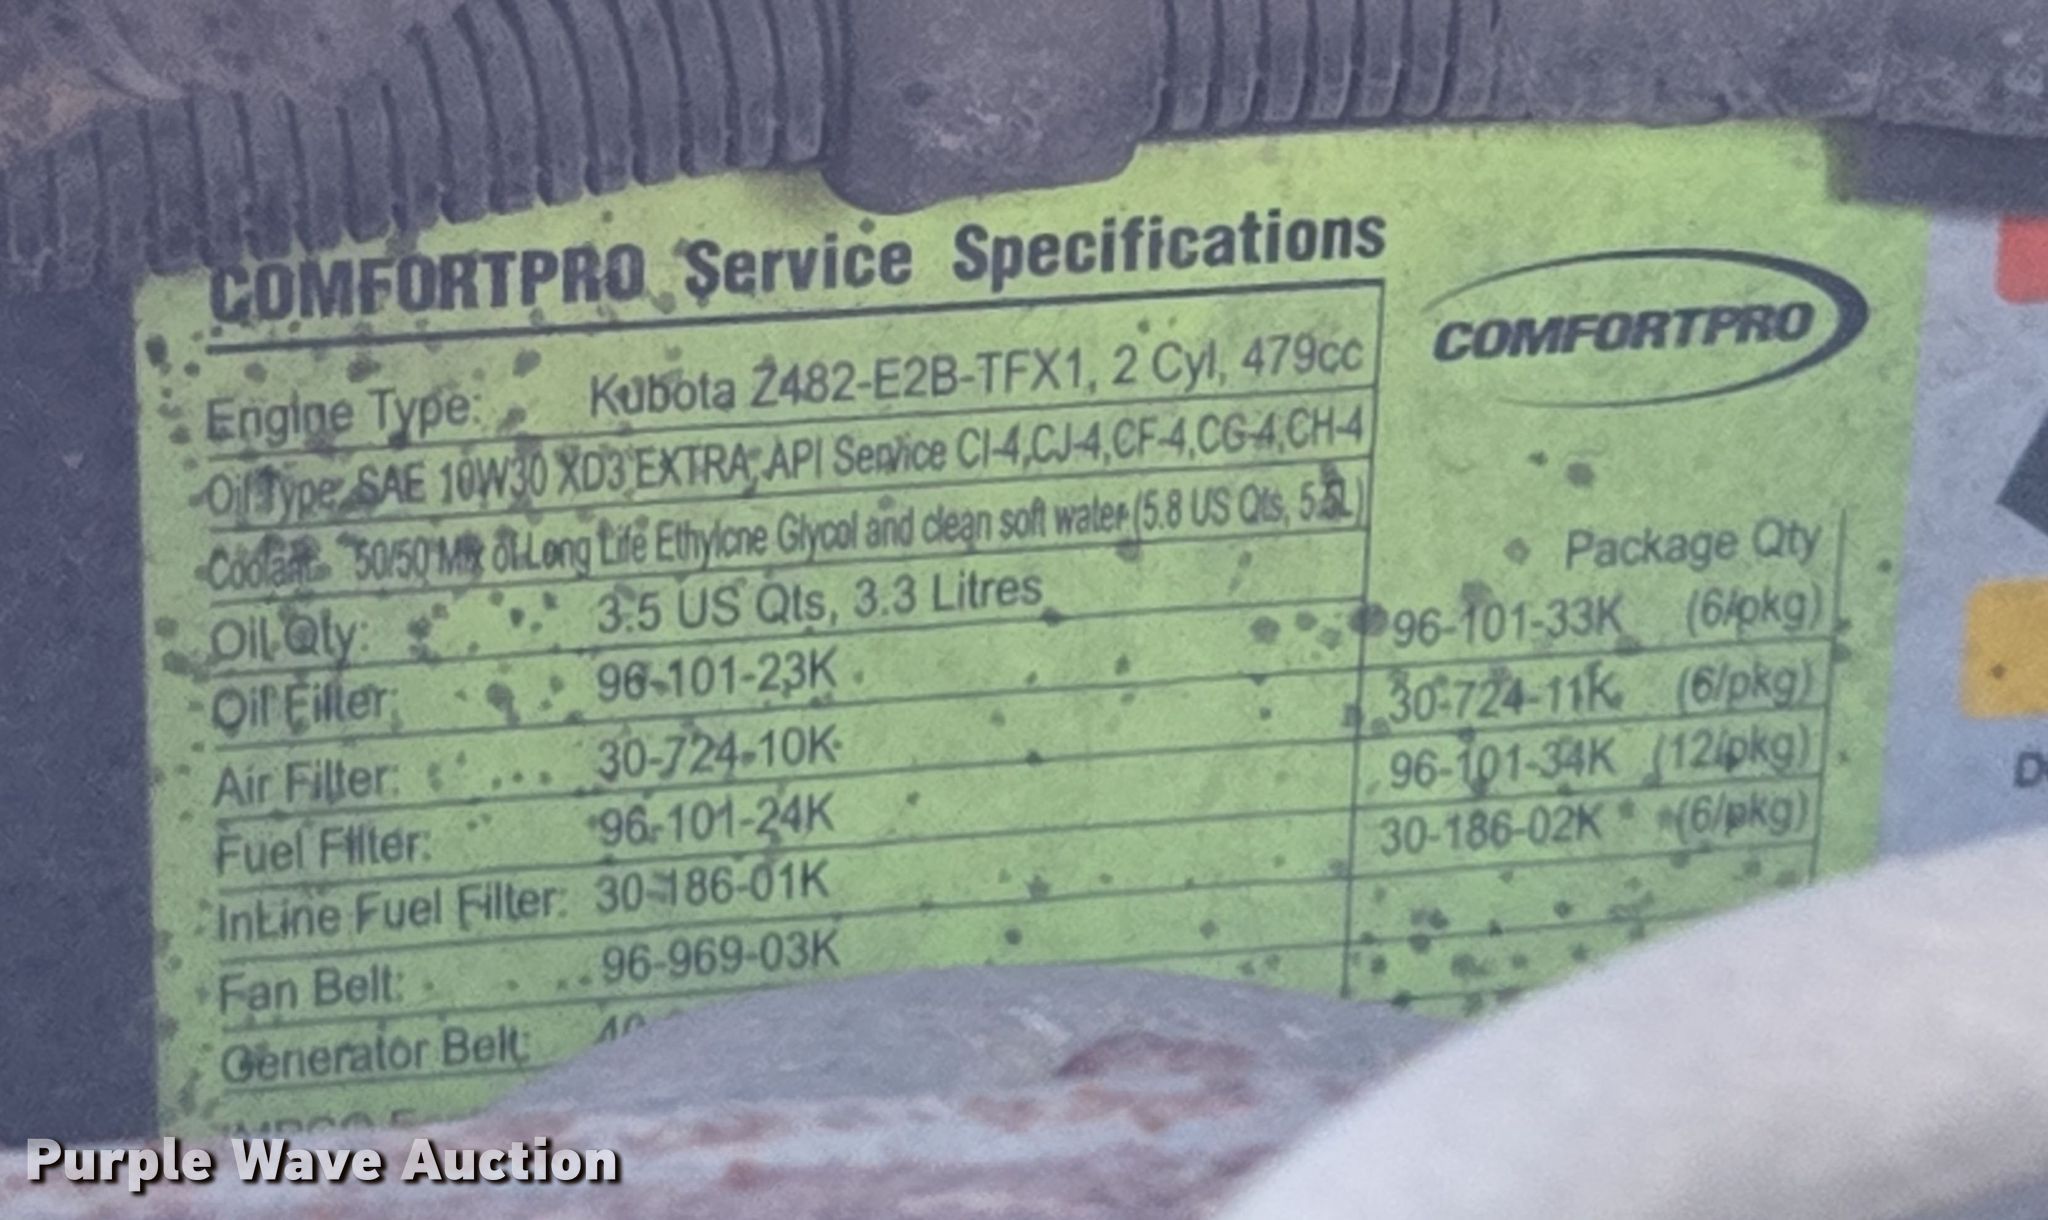 COMFORTPRO Service Specifications
COMFORTPRO
Engine Type: Kubota Z482-E2B-TFX1, 2 Cyl, 479cc
Oil Type: SAE 10W30 XD3 EXTRA, API Service CI-4,CJ-4,CF-4,CG-4,CH-4
Coolant: 50/50 Mix of Long Life Ethylene Glycol and clean soft water (5.8 US Qts, 5.5L)
Package Qty
Oil Qty: 3.5 US Qts, 3.3 Litres
Oil Filter: 96-101-23K 96-101-33K (6/pkg)
Air Filter: 30-724-10K 30-724-11K (6/pkg)
Fuel Filter: 96-101-24K 96-101-34K (12/pkg)
InLine Fuel Filter: 30-186-01K 30-186-02K (6/pkg)
Fan Belt: 96-969-03K
Generator Belt:
Purple Wave Auction